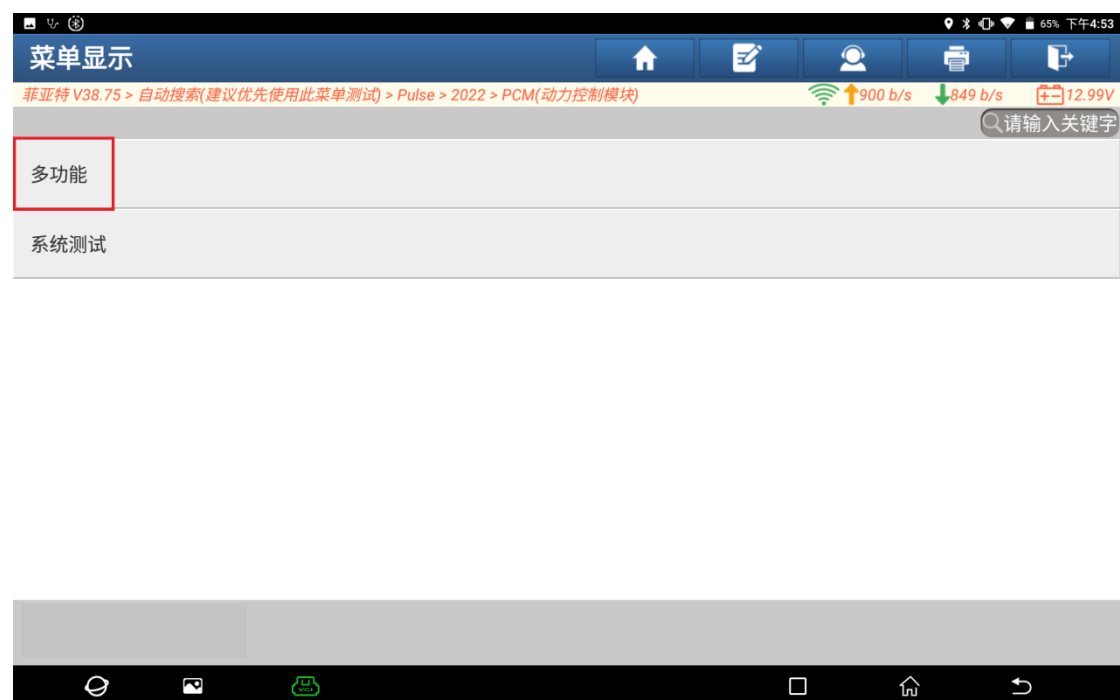 65% 下午4:53
菜单显示
菲亚特 V38.75 > 自动搜索(建议优先使用此菜单测试) > Pulse > 2022 > PCM(动力控制模块) 900 b/s 849 b/s 12.99V
请输入关键字
多功能
系统测试
VCI